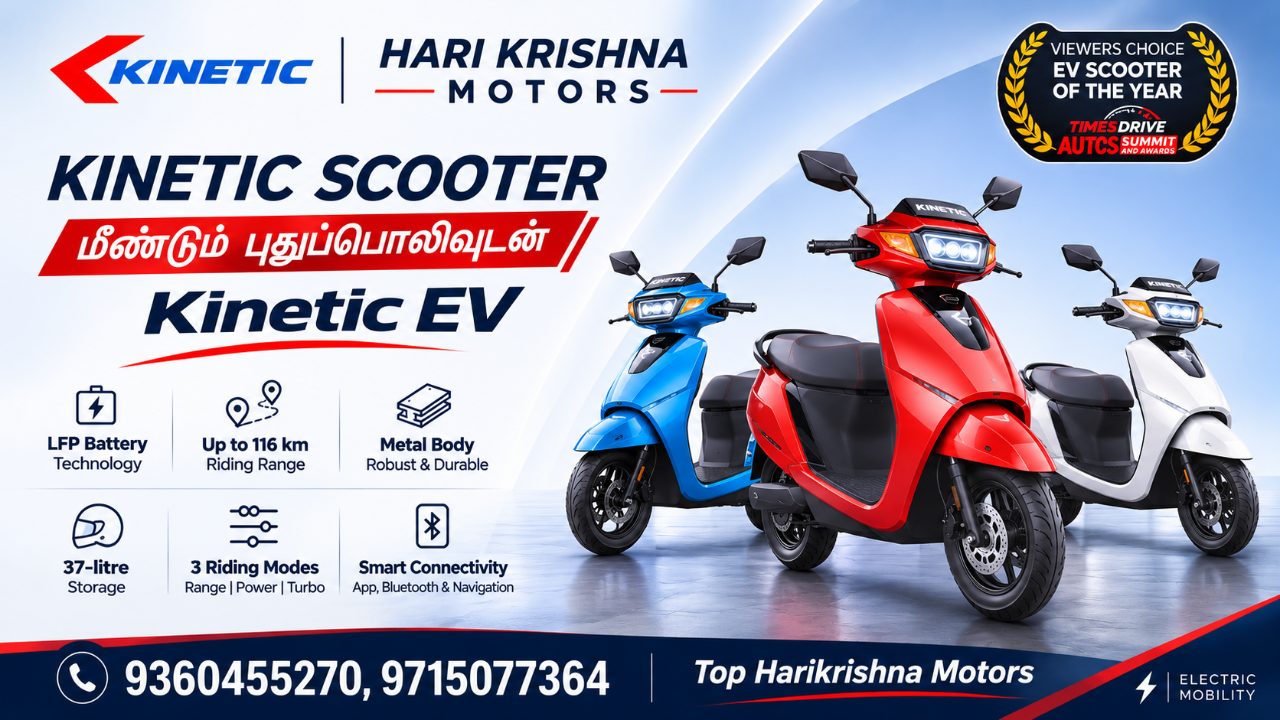 KINETIC
HARI KRISHNA
MOTORS
VIEWERS CHOICE
EV SCOOTER
OF THE YEAR
TIMES DRIVE
AUTOS SUMMIT
AND AWARDS
KINETIC SCOOTER
மீண்டும் புதுப்பொலிவுடன்
Kinetic EV
KINETIC
KINETIC
KINETIC
LFP Battery
Technology
Up to 116 km
Riding Range
Metal Body
Robust & Durable
37-litre
Storage
3 Riding Modes
Range | Power | Turbo
Smart Connectivity
App, Bluetooth & Navigation
9360455270, 9715077364
Top Harikrishna Motors
ELECTRIC
MOBILITY